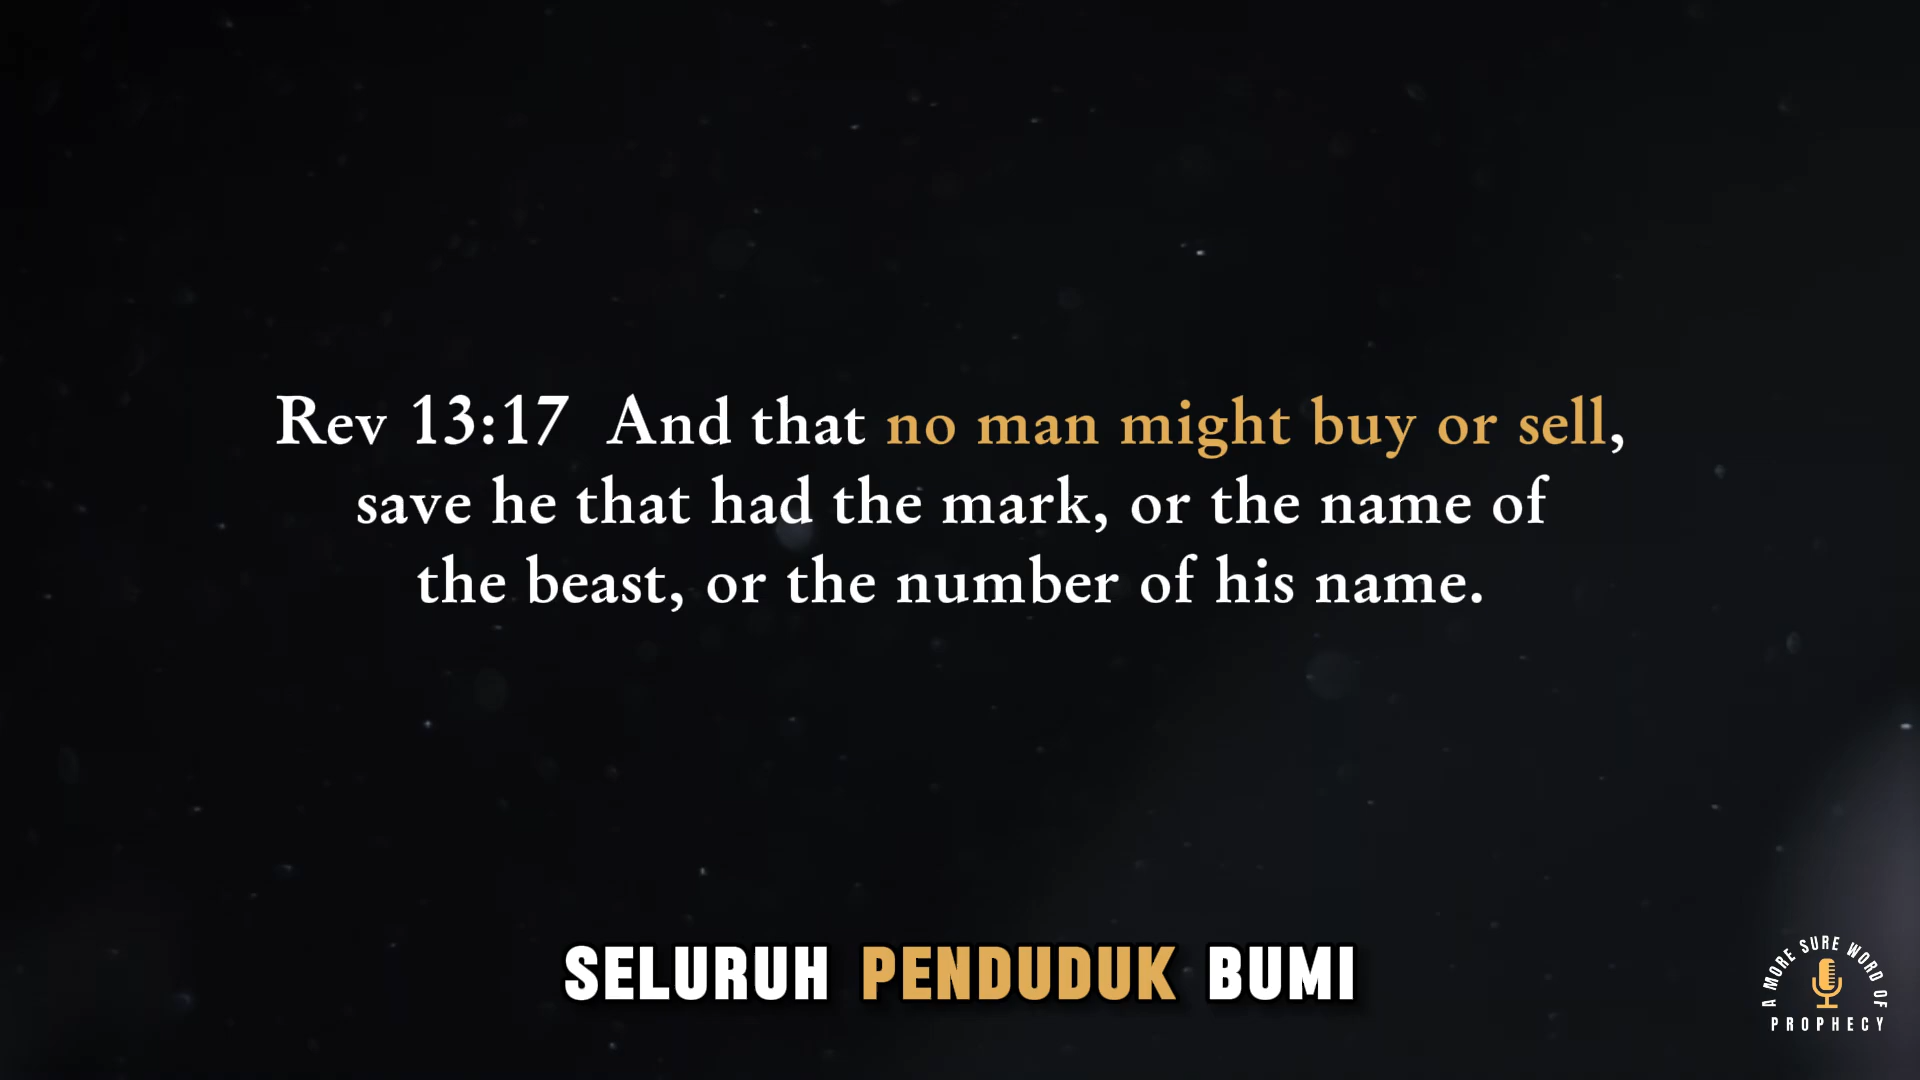 Rev 13:17 And that no man might buy or sell,
save he that had the mark, or the name of
the beast, or the number of his name.
SELURUH PENDUDUK BUMI
A MORE SURE WORD OF
PROPHECY